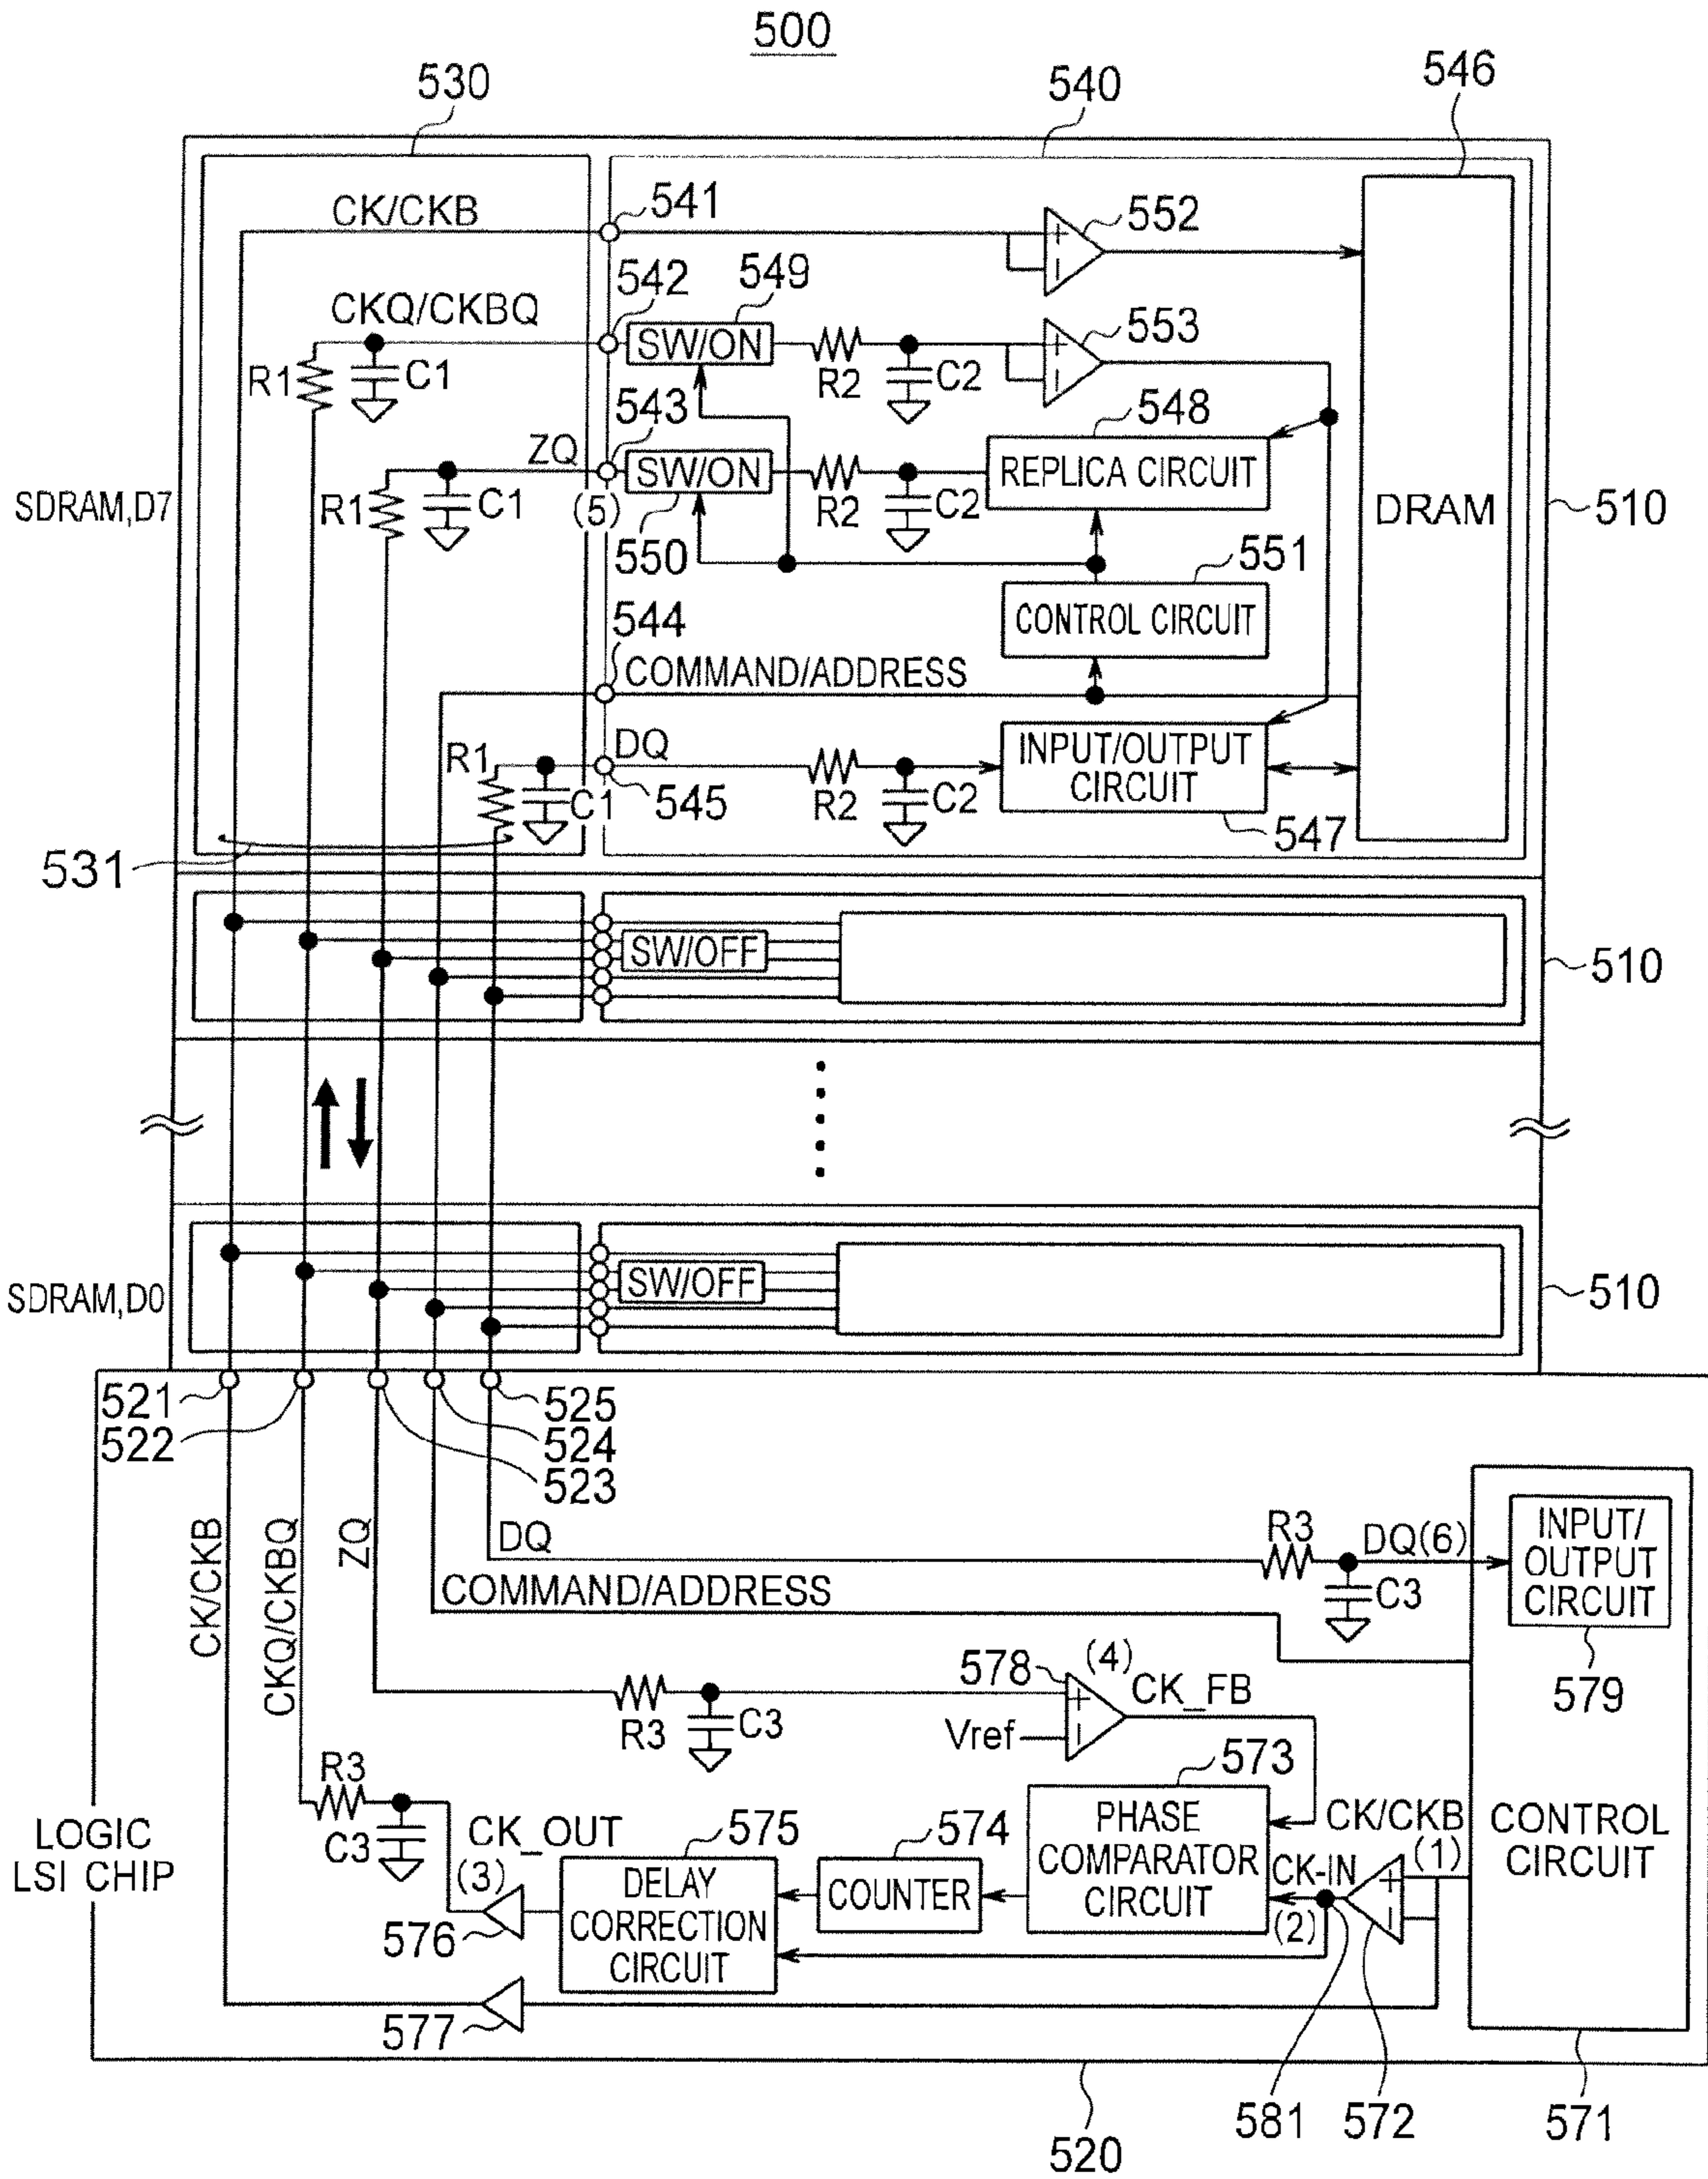 500
530
540
546
CK/CKB
541
552
CKQ/CKBQ
542
549
SW/ON
R2
C2
553
R1
C1
543
548
ZQ
SW/ON
R2
C2
REPLICA CIRCUIT
DRAM
SDRAM,D7
R1
C1
(5)
510
550
551
CONTROL CIRCUIT
544
COMMAND/ADDRESS
R1
C1
DQ
545
R2
C2
INPUT/OUTPUT
CIRCUIT
547
531
SW/OFF
510
SDRAM,D0
SW/OFF
510
521
522
525
524
523
CK/CKB
CKQ/CKBQ
ZQ
DQ
R3
DQ(6)
C3
INPUT/
OUTPUT
CIRCUIT
579
COMMAND/ADDRESS
R3
C3
578
(4)
CK_FB
Vref
573
R3
C3
LOGIC
LSI CHIP
CK_OUT
(3)
576
575
DELAY
CORRECTION
CIRCUIT
574
COUNTER
PHASE
COMPARATOR
CIRCUIT
CK/CKB
(1)
CK-IN
(2)
CONTROL
CIRCUIT
577
581
572
571
520